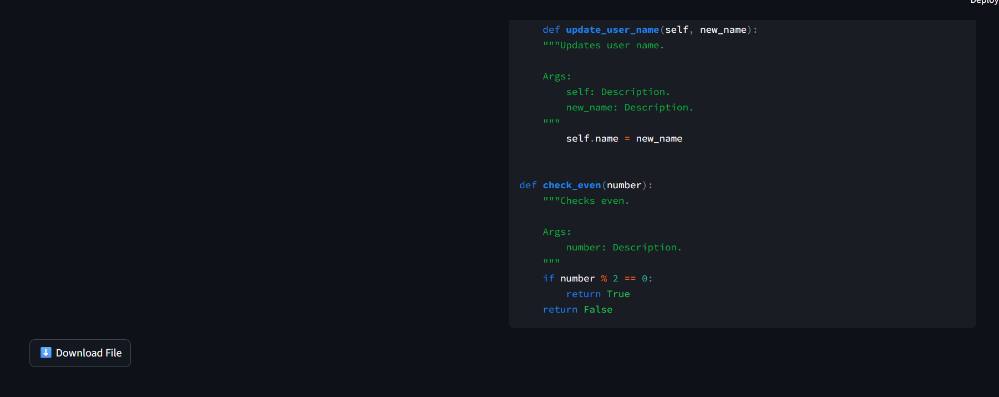 Deploy
def update_user_name(self, new_name):
"""Updates user name.
Args:
self: Description.
new_name: Description.
"""
self.name = new_name
def check_even(number):
"""Checks even.
Args:
number: Description.
"""
if number % 2 == 0:
return True
return False
Download File